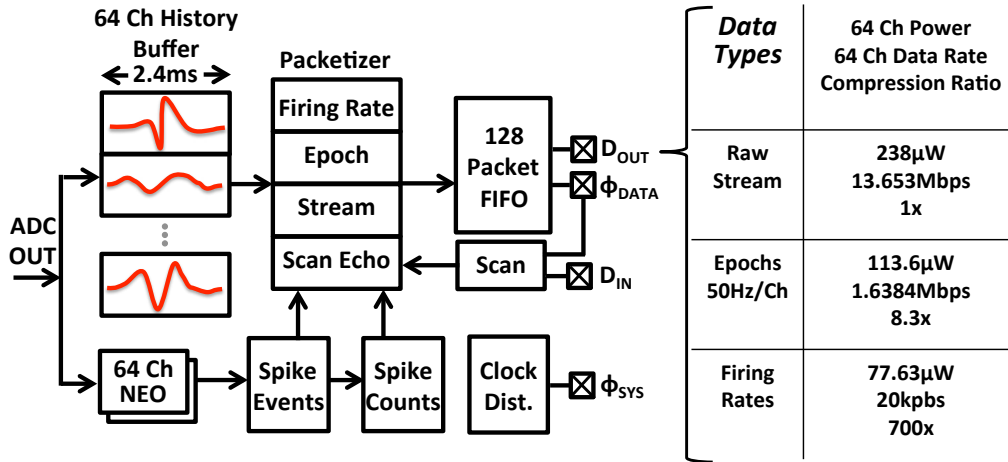 64 Ch History
Buffer
2.4ms
Packetizer
Firing Rate
Epoch
Stream
Scan Echo
128
Packet
FIFO
D_OUT
Φ_DATA
ADC
OUT
Scan
D_IN
64 Ch
NEO
Spike
Events
Spike
Counts
Clock
Dist.
Φ_SYS
Data
Types
64 Ch Power
64 Ch Data Rate
Compression Ratio
Raw
Stream
238µW
13.653Mbps
1x
Epochs
50Hz/Ch
113.6µW
1.6384Mbps
8.3x
Firing
Rates
77.63µW
20kpbs
700x